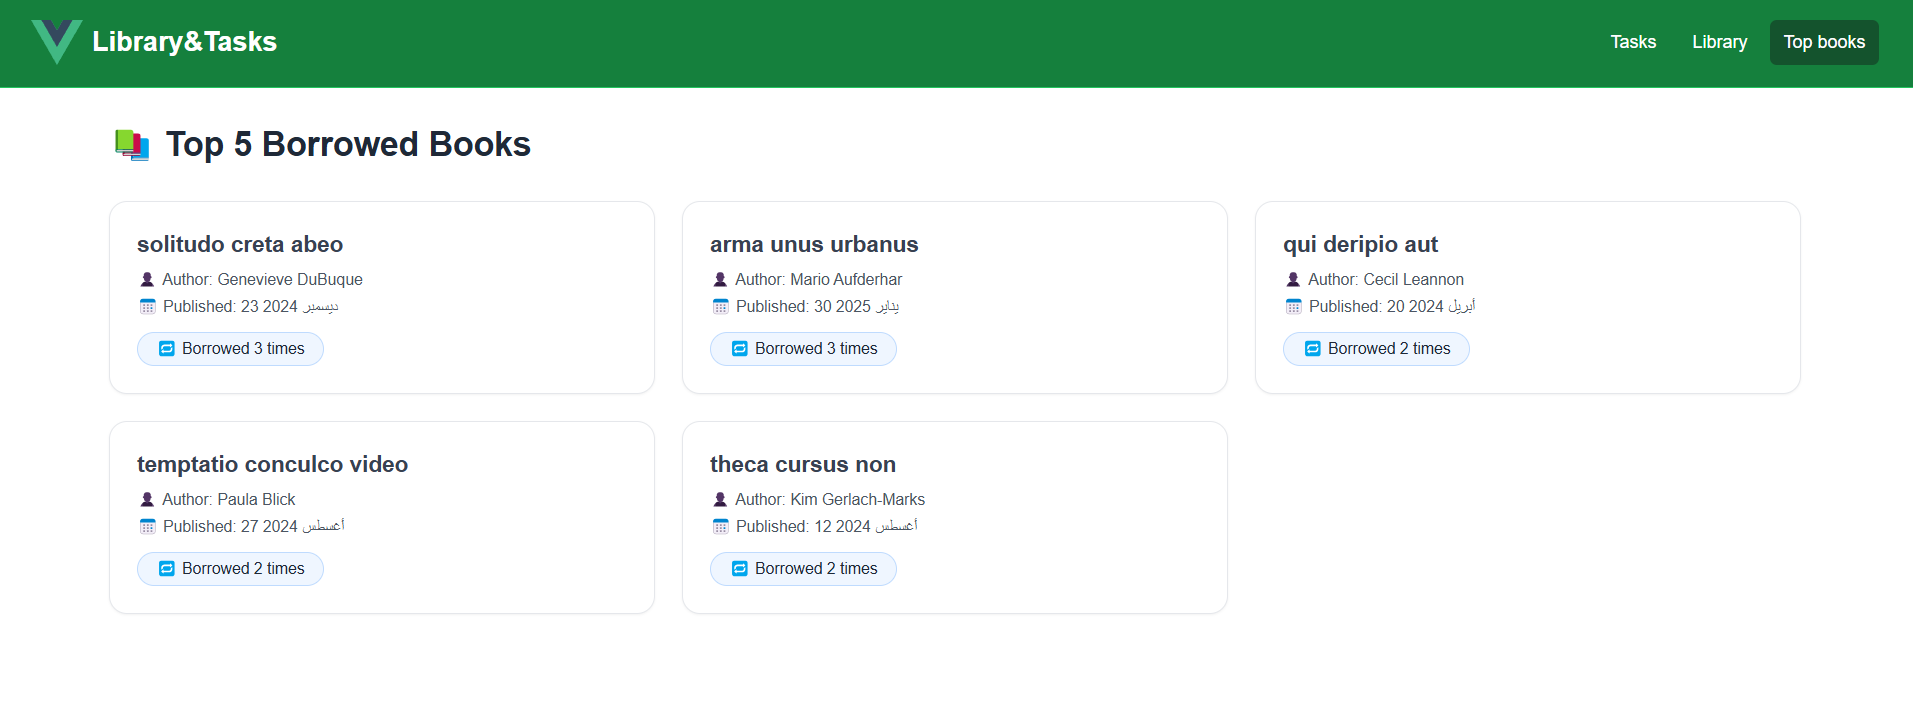 Library&Tasks
Tasks
Library
Top books
Top 5 Borrowed Books
solitudo creta abeo
Author: Genevieve DuBuque
Published: 23 ديسمبر 2024
Borrowed 3 times
arma unus urbanus
Author: Mario Aufderhar
Published: 30 يناير 2025
Borrowed 3 times
qui deripio aut
Author: Cecil Leannon
Published: 20 أبريل 2024
Borrowed 2 times
temptatio conculco video
Author: Paula Blick
Published: 27 أغسطس 2024
Borrowed 2 times
theca cursus non
Author: Kim Gerlach-Marks
Published: 12 أغسطس 2024
Borrowed 2 times